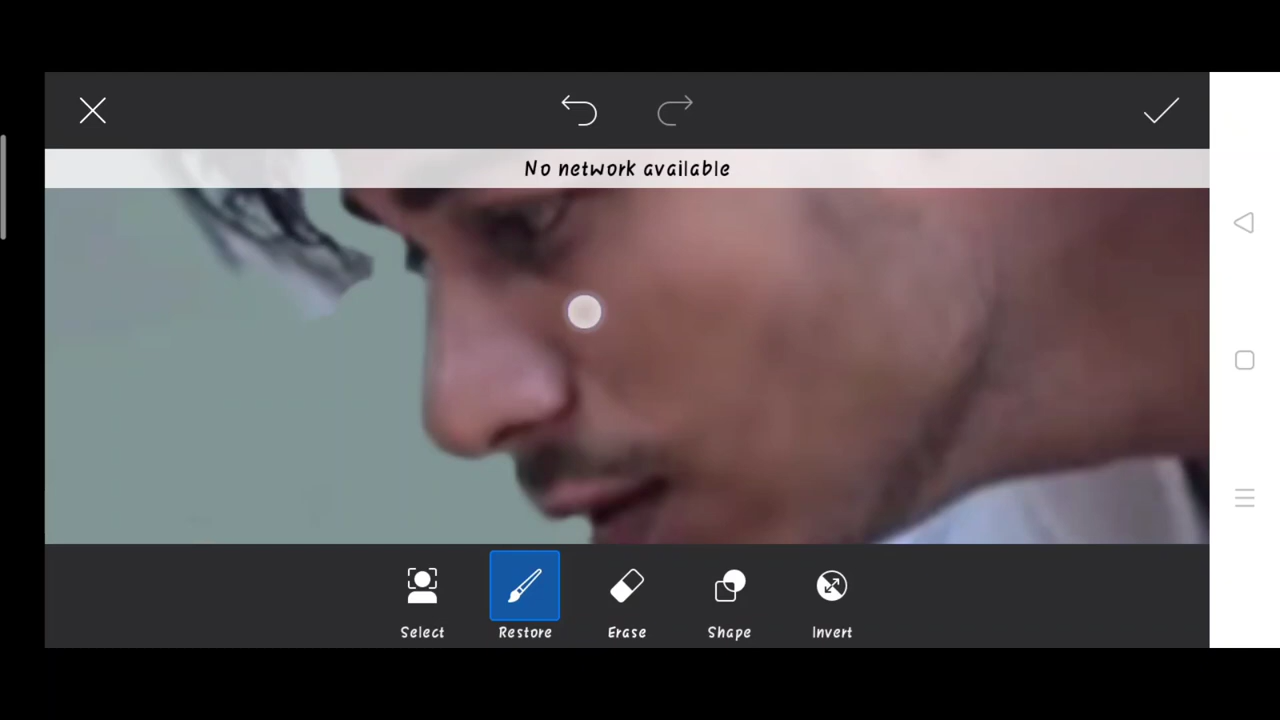 No network available
Select
Restore
Erase
Shape
Invert